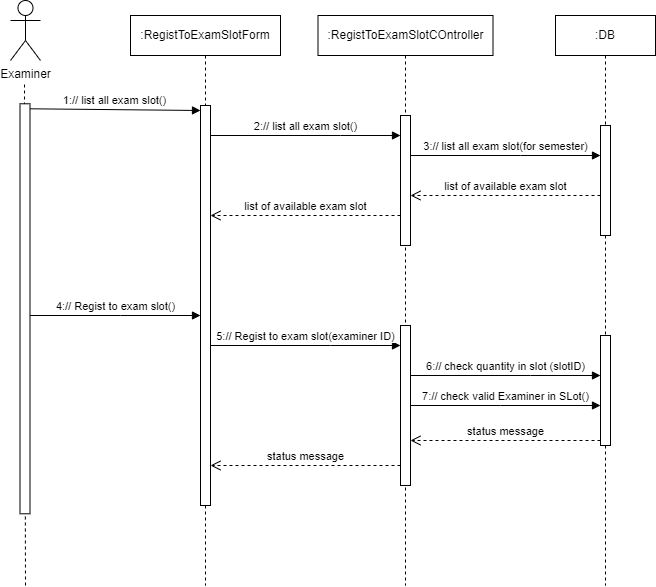 :RegistToExamSlotForm
:RegistToExamSlotCOntroller
:DB
Examiner
1:// list all exam slot()
2:// list all exam slot()
3:// list all exam slot(for semester)
list of available exam slot
list of available exam slot
4:// Regist to exam slot()
5:// Regist to exam slot(examiner ID)
6:// check quantity in slot (slotID)
7:// check valid Examiner in SLot()
status message
status message